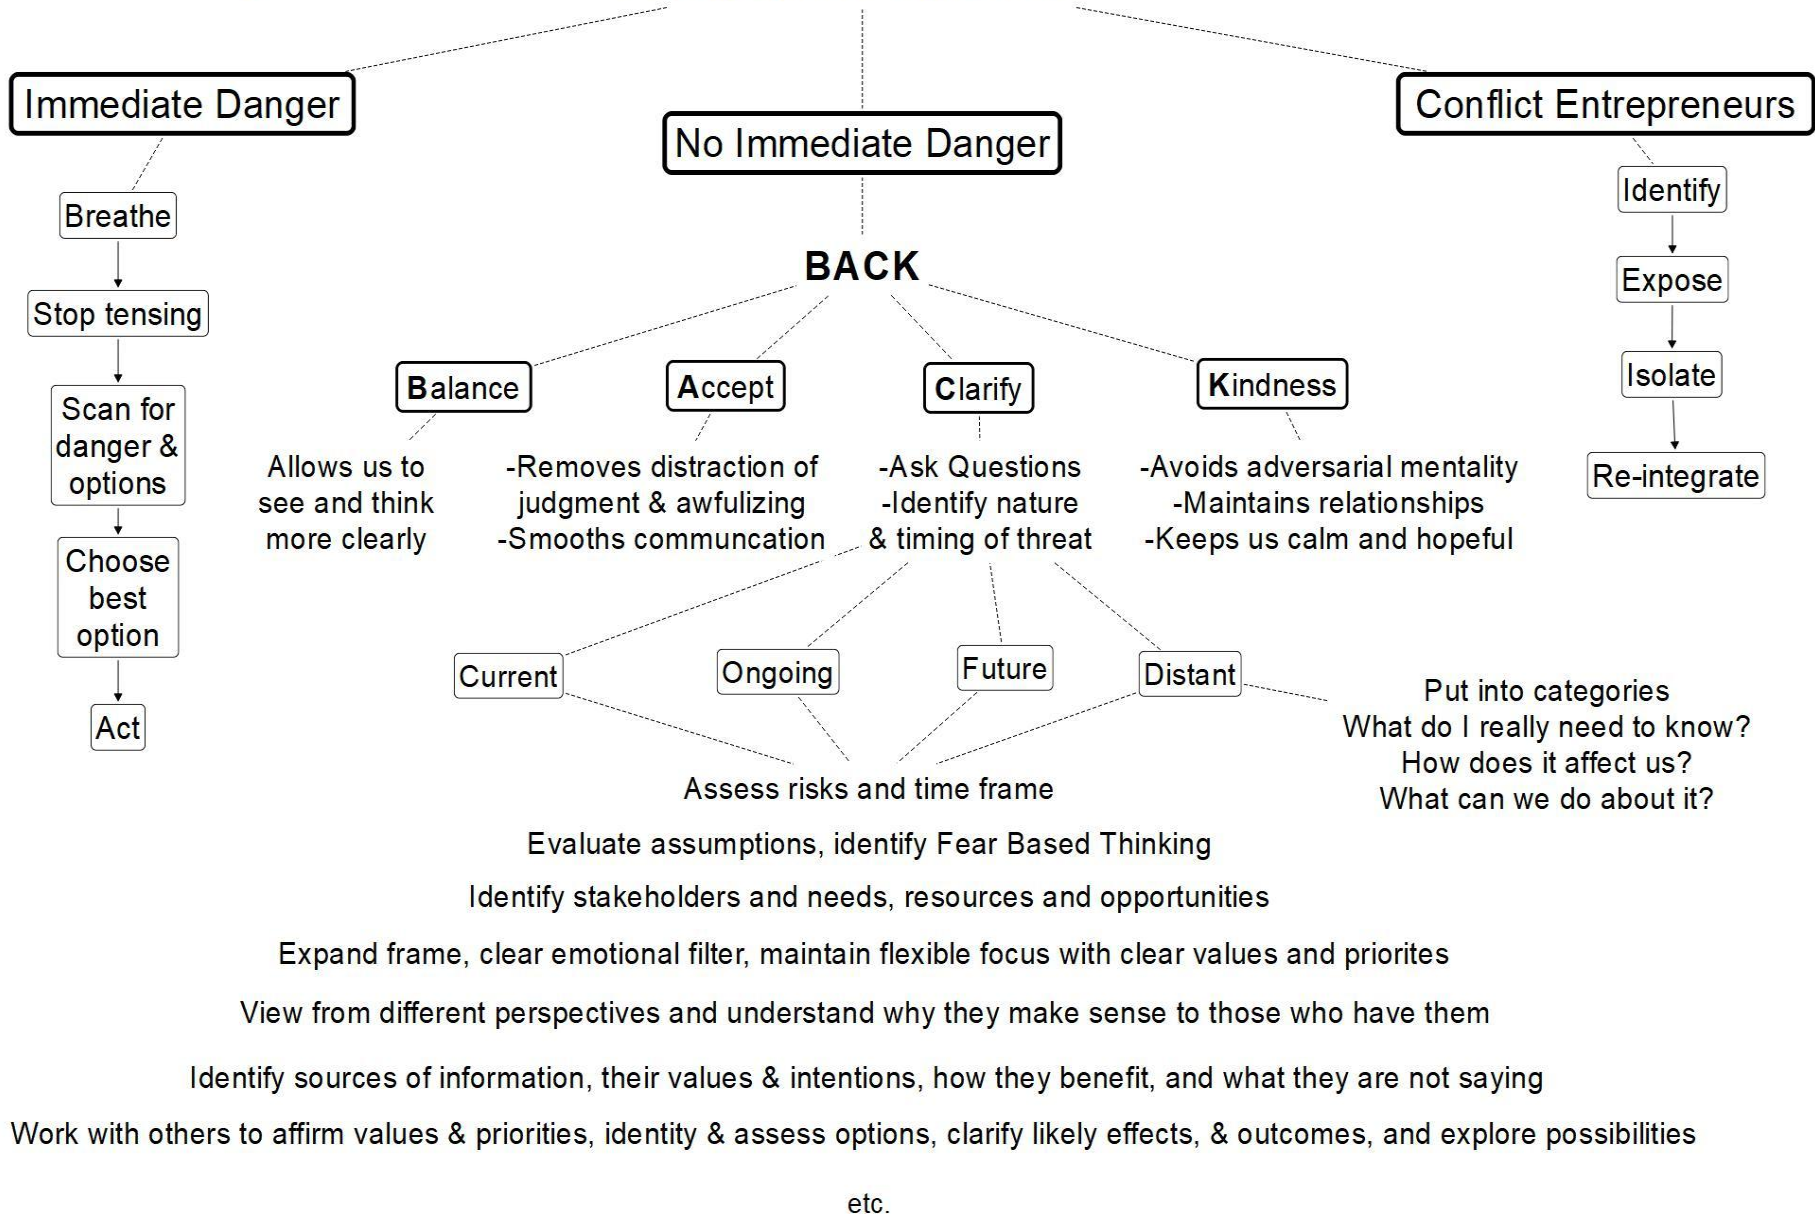 Immediate Danger
No Immediate Danger
Conflict Entrepreneurs
Breathe
Stop tensing
Scan for
danger &
options
Choose
best
option
Act
BACK
Balance
Allows us to
see and think
more clearly
Accept
-Removes distraction of
judgment & awfulizing
-Smooths communcation
Clarify
-Ask Questions
-Identify nature
& timing of threat
Kindness
-Avoids adversarial mentality
-Maintains relationships
-Keeps us calm and hopeful
Identify
Expose
Isolate
Re-integrate
Current
Ongoing
Future
Distant
Put into categories
What do I really need to know?
How does it affect us?
What can we do about it?
Assess risks and time frame
Evaluate assumptions, identify Fear Based Thinking
Identify stakeholders and needs, resources and opportunities
Expand frame, clear emotional filter, maintain flexible focus with clear values and priorites
View from different perspectives and understand why they make sense to those who have them
Identify sources of information, their values & intentions, how they benefit, and what they are not saying
Work with others to affirm values & priorities, identity & assess options, clarify likely effects, & outcomes, and explore possibilities
etc.